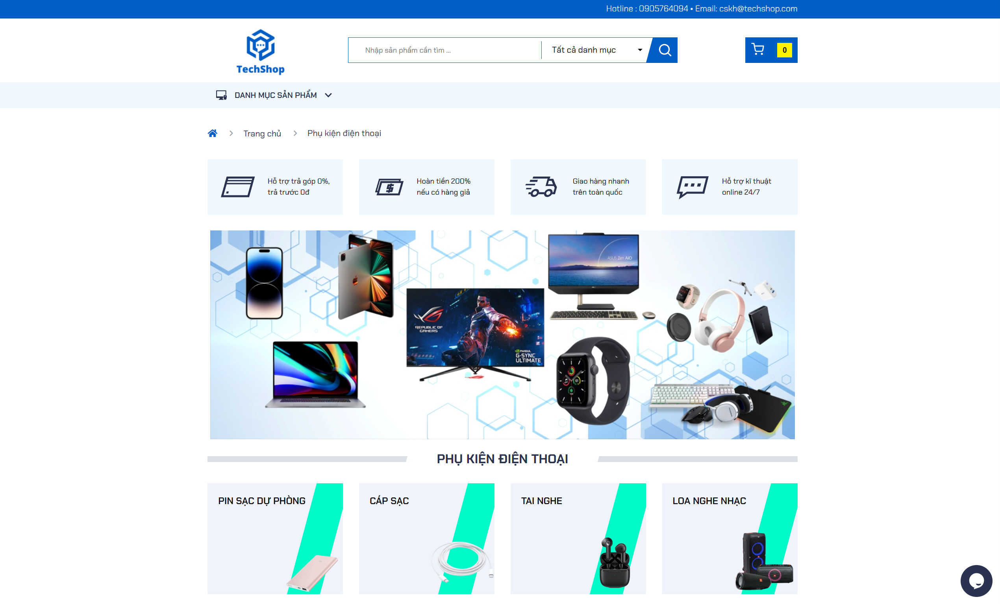 Hotline : 0905764094 • Email: cskh@techshop.com
TechShop
Nhập sản phẩm cần tìm ...
Tất cả danh mục
0
DANH MỤC SẢN PHẨM
Trang chủ
Phụ kiện điện thoại
Hỗ trợ trả góp 0%,
trả trước 0đ
Hoàn tiền 200%
nếu có hàng giả
Giao hàng nhanh
trên toàn quốc
Hỗ trợ kĩ thuật
online 24/7
ASUS Zen AiO
REPUBLIC OF
GAMERS
NVIDIA.
G-SYNC
ULTIMATE
61
PHỤ KIỆN ĐIỆN THOẠI
PIN SẠC DỰ PHÒNG
CÁP SẠC
TAI NGHE
LOA NGHE NHẠC